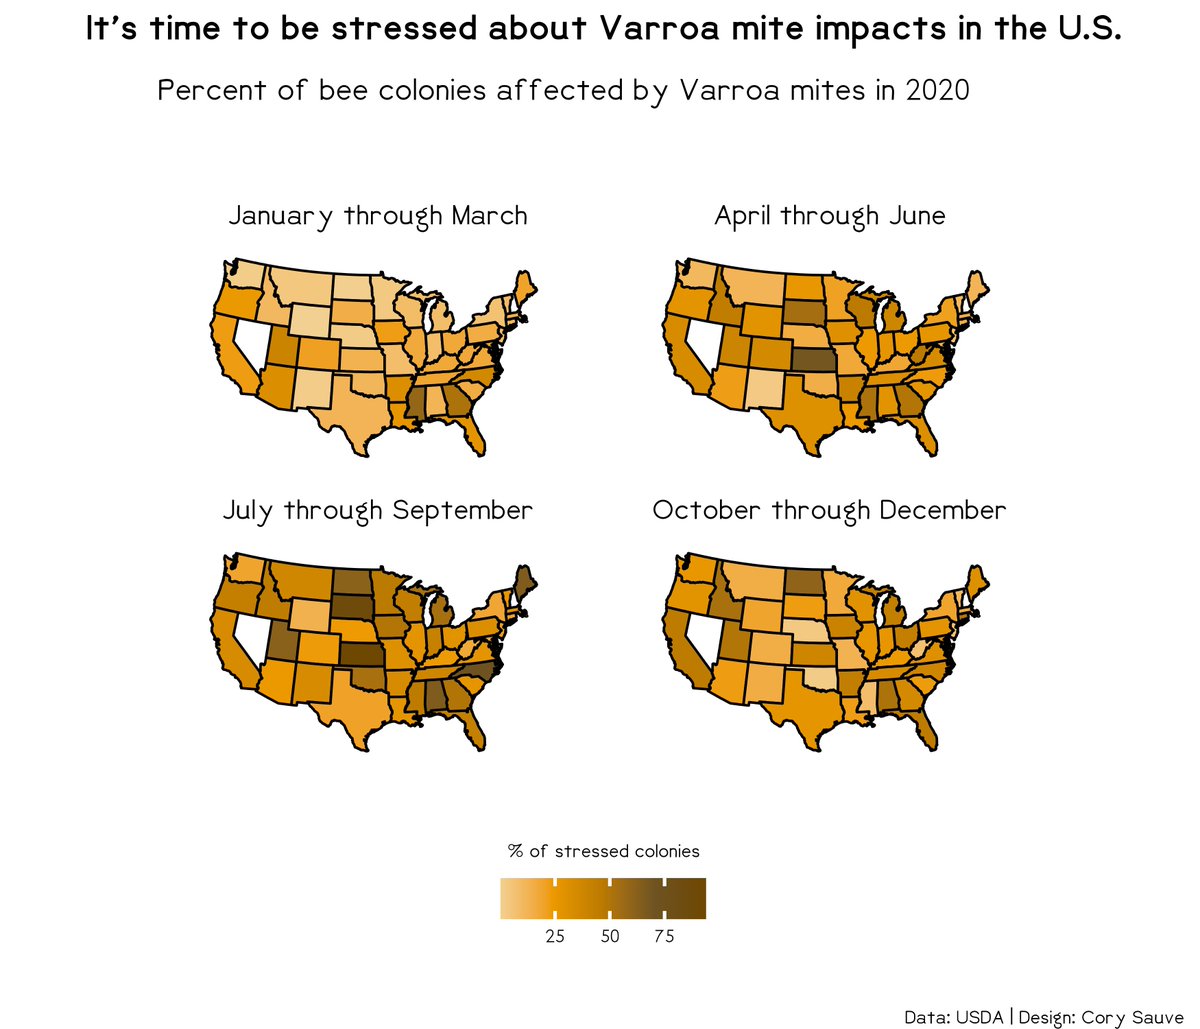 It's time to be stressed about Varroa mite impacts in the U.S.
Percent of bee colonies affected by Varroa mites in 2020
January through March
April through June
July through September
October through December
% of stressed colonies
25 50 75
Data: USDA | Design: Cory Sauve